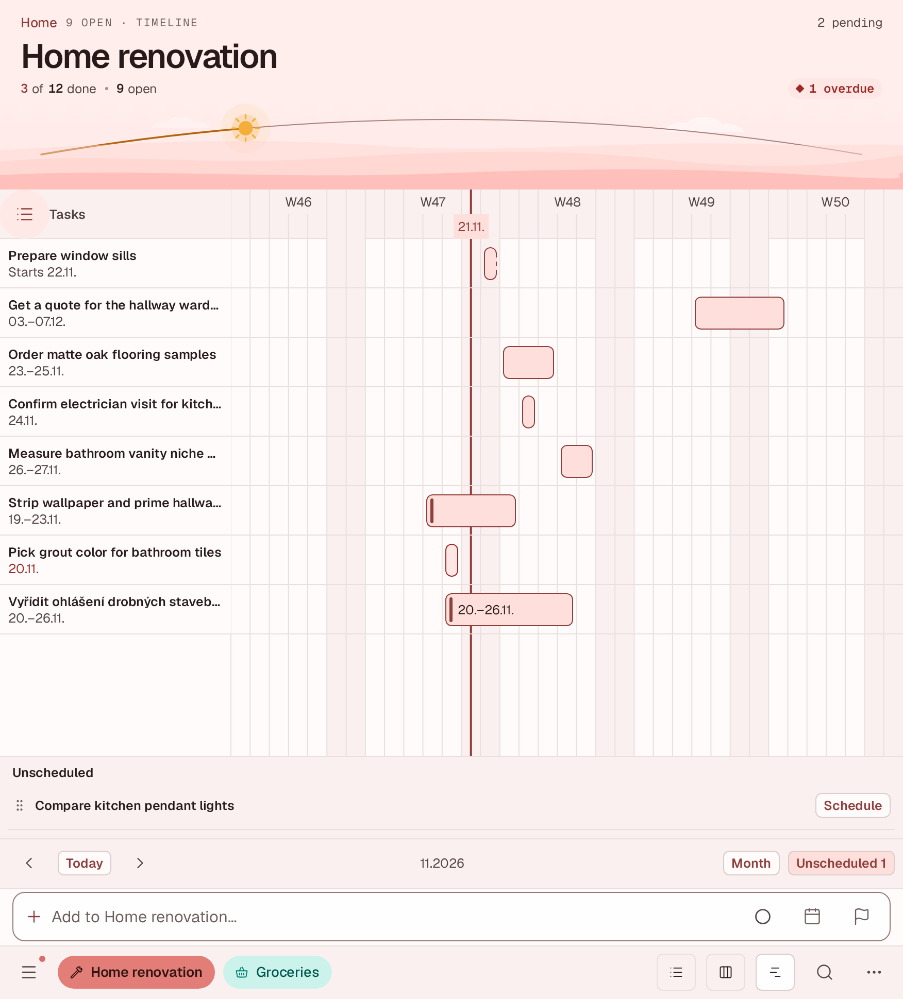 Home 9 OPEN · TIMELINE
2 pending
Home renovation
3 of 12 done • 9 open
◆ 1 overdue
Tasks
W46 W47 W48 W49 W50
21.11.
Prepare window sills
Starts 22.11.
Get a quote for the hallway ward…
03.–07.12.
Order matte oak flooring samples
23.–25.11.
Confirm electrician visit for kitch…
24.11.
Measure bathroom vanity niche …
26.–27.11.
Strip wallpaper and prime hallwa…
19.–23.11.
Pick grout color for bathroom tiles
20.11.
Vyřídit ohlášení drobných staveb…
20.–26.11.
20.–26.11.
Unscheduled
Compare kitchen pendant lights
Schedule
Today
11.2026
Month
Unscheduled 1
Add to Home renovation…
Home renovation
Groceries